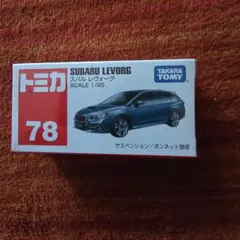 トミカ
78
SUBARU LEVORG
スバル レヴォーグ
SCALE 1/65
TAKARA
TOMY
サスペンション/ボンネット開閉